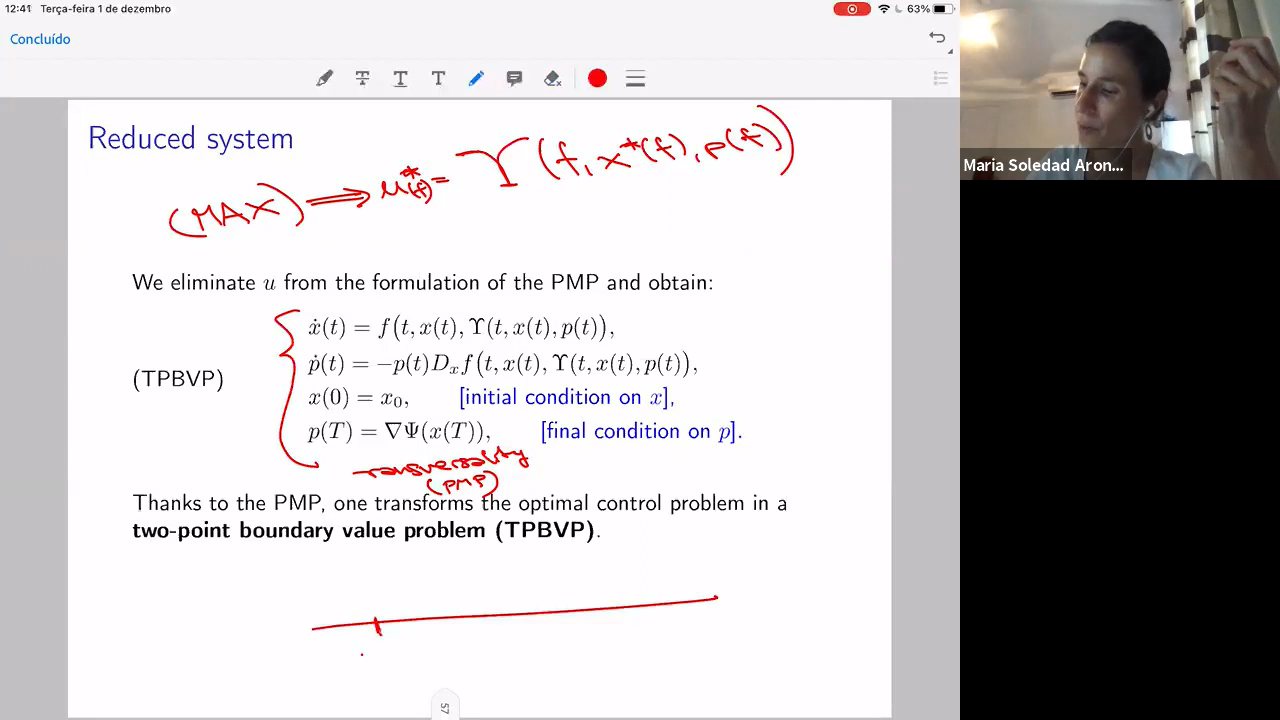 12:41 Terça-feira 1 de dezembro 63%
Concluído
T T
Reduced system
(MAX) ⟹ u*(t) = ϒ(t, x*(t), p(t))
We eliminate u from the formulation of the PMP and obtain:
ẋ(t) = f(t, x(t), ϒ(t, x(t), p(t)),
ṗ(t) = −p(t)Dₓf(t, x(t), ϒ(t, x(t), p(t)),
(TPBVP)
x(0) = x₀, [initial condition on x],
p(T) = ∇Ψ(x(T)), [final condition on p].
transversality
(PMP)
Thanks to the PMP, one transforms the optimal control problem in a
two-point boundary value problem (TPBVP).
57
Maria Soledad Aron...